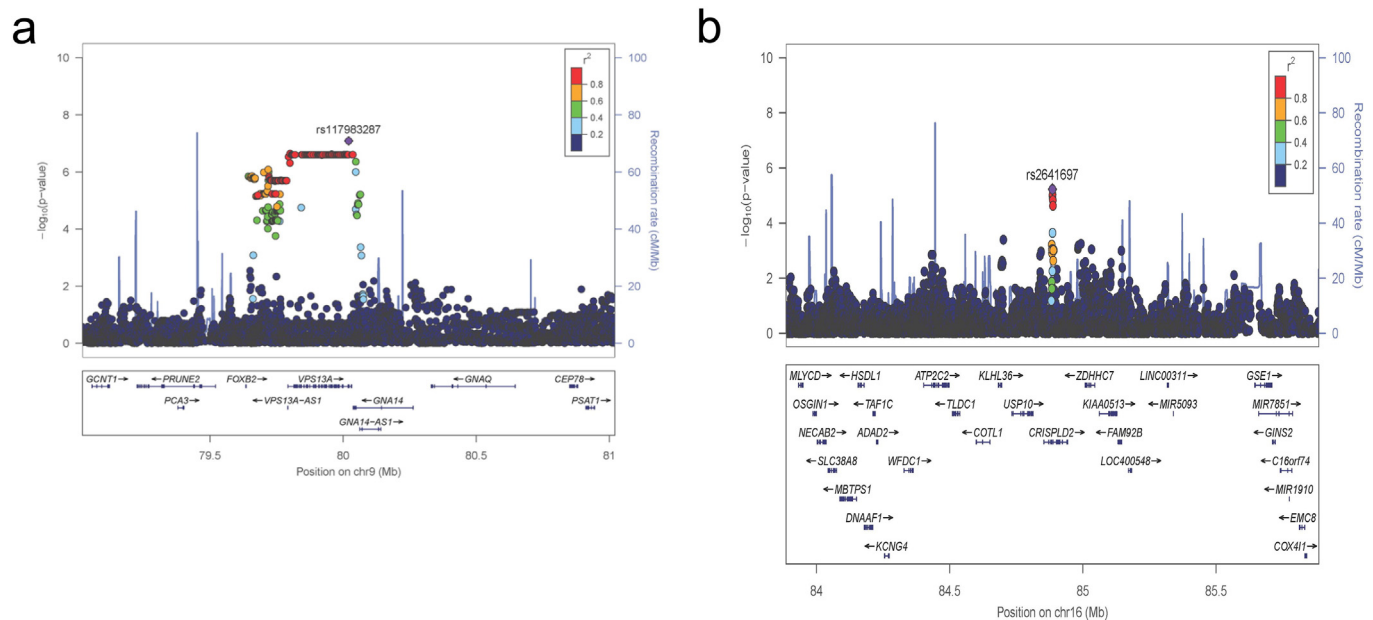 a
10
8
6
4
2
0
−log10(p−value)
100
80
60
40
20
0
Recombination rate (cM/Mb)
r2
0.8
0.6
0.4
0.2
rs117983287
GCNT1→
←PRUNE2
FOXB2→
VPS13A→
←GNAQ
CEP78→
PCA3→
←VPS13A−AS1
←GNA14
PSAT1→
GNA14−AS1→
79.5
80
80.5
81
Position on chr9 (Mb)
b
10
8
6
4
2
0
−log10(p−value)
100
80
60
40
20
0
Recombination rate (cM/Mb)
r2
0.8
0.6
0.4
0.2
rs2641697
MLYCD→
←HSDL1
ATP2C2→
KLHL36→
←ZDHHC7
LINC00311→
GSE1→
OSGIN1→
←TAF1C
←TLDC1
USP10→
KIAA0513→
←MIR5093
MIR7851→
NECAB2→
ADAD2→
←COTL1
CRISPLD2→
←FAM92B
←GINS2
←SLC38A8
WFDC1→
LOC400548→
←C16orf74
←MBTPS1
←MIR1910
DNAAF1→
←EMC8
←KCNG4
COX4I1→
84
84.5
85
85.5
Position on chr16 (Mb)